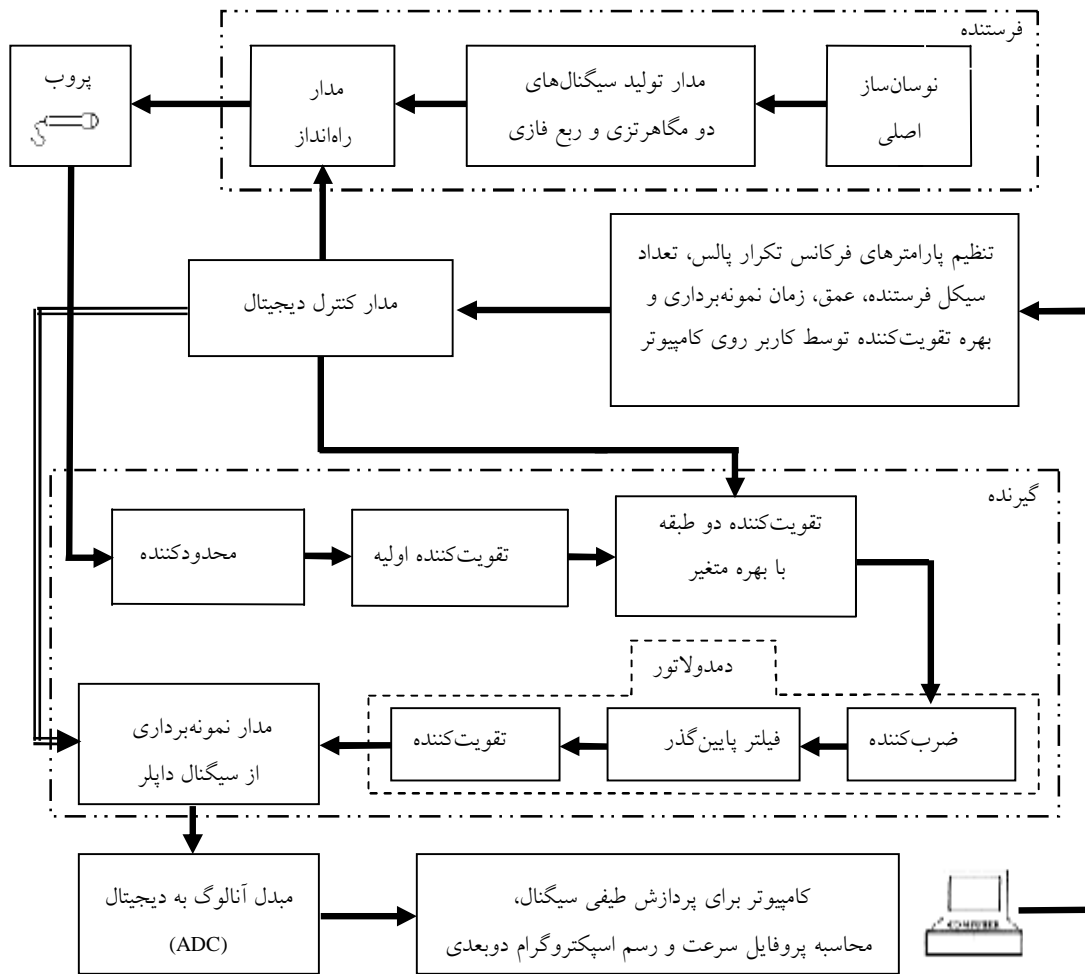 فرستنده
نوسان‌ساز
اصلی
مدار تولید سیگنال‌های
دو مگاهرتزی و ربع فازی
مدار
راه‌انداز
پروب
تنظیم پارامترهای فرکانس تکرار پالس، تعداد
سیکل فرستنده، عمق، زمان نمونه‌برداری و
بهره تقویت‌کننده توسط کاربر روی کامپیوتر
مدار کنترل دیجیتال
گیرنده
محدودکننده
تقویت‌کننده اولیه
تقویت‌کننده دو طبقه
با بهره متغیر
دمدولاتور
ضرب‌کننده
فیلتر پایین‌گذر
تقویت‌کننده
مدار نمونه‌برداری
از سیگنال داپلر
مبدل آنالوگ به دیجیتال
(ADC)
کامپیوتر برای پردازش طیفی سیگنال،
محاسبه پروفایل سرعت و رسم اسپکتروگرام دوبعدی
COMPUTER